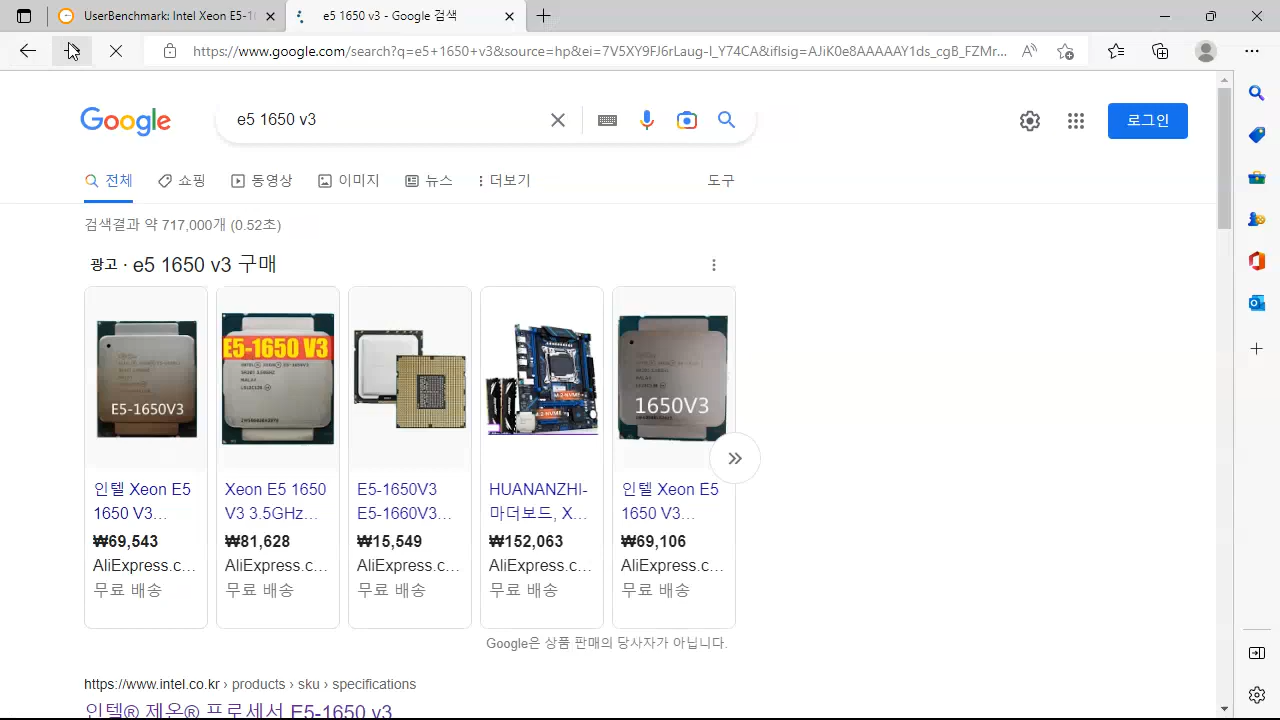 UserBenchmark: Intel Xeon E5-1
e5 1650 v3 - Google 검색
https://www.google.com/search?q=e5+1650+v3&source=hp&ei=7V5XY9FJ6rLaug-I_Y74CA&iflsig=AJiK0e8AAAAAY1ds_cgB_FZMr...
Google
e5 1650 v3
로그인
전체
쇼핑
동영상
이미지
뉴스
더보기
도구
검색결과 약 717,000개 (0.52초)
광고 · e5 1650 v3 구매
E5-1650V3
E5-1650 V3
1650V3
인텔 Xeon E5
1650 V3...
₩69,543
AliExpress.c...
무료 배송
Xeon E5 1650
V3 3.5GHz...
₩81,628
AliExpress.c...
무료 배송
E5-1650V3
E5-1660V3...
₩15,549
AliExpress.c...
무료 배송
HUANANZHI-
마더보드, X...
₩152,063
AliExpress.c...
무료 배송
인텔 Xeon E5
1650 V3...
₩69,106
AliExpress.c...
무료 배송
Google은 상품 판매의 당사자가 아닙니다.
https://www.intel.co.kr › products › sku › specifications
인텔® 제온® 프로세서 E5-1650 v3